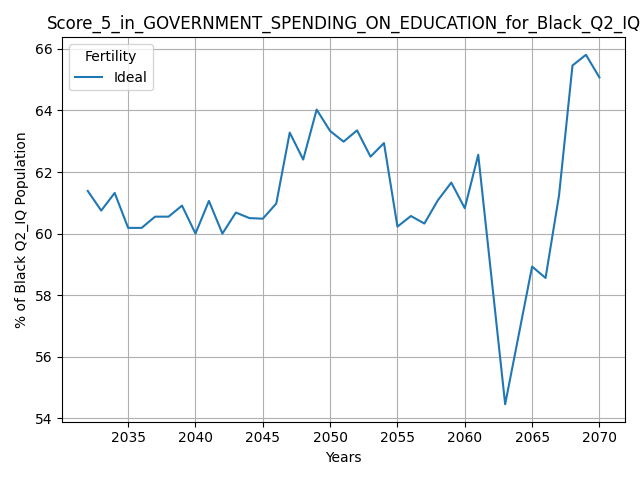 Score_5_in_GOVERNMENT_SPENDING_ON_EDUCATION_for_Black_Q2_IQ
Fertility
Ideal
% of Black Q2_IQ Population
66
64
62
60
58
56
54
2035 2040 2045 2050 2055 2060 2065 2070
Years